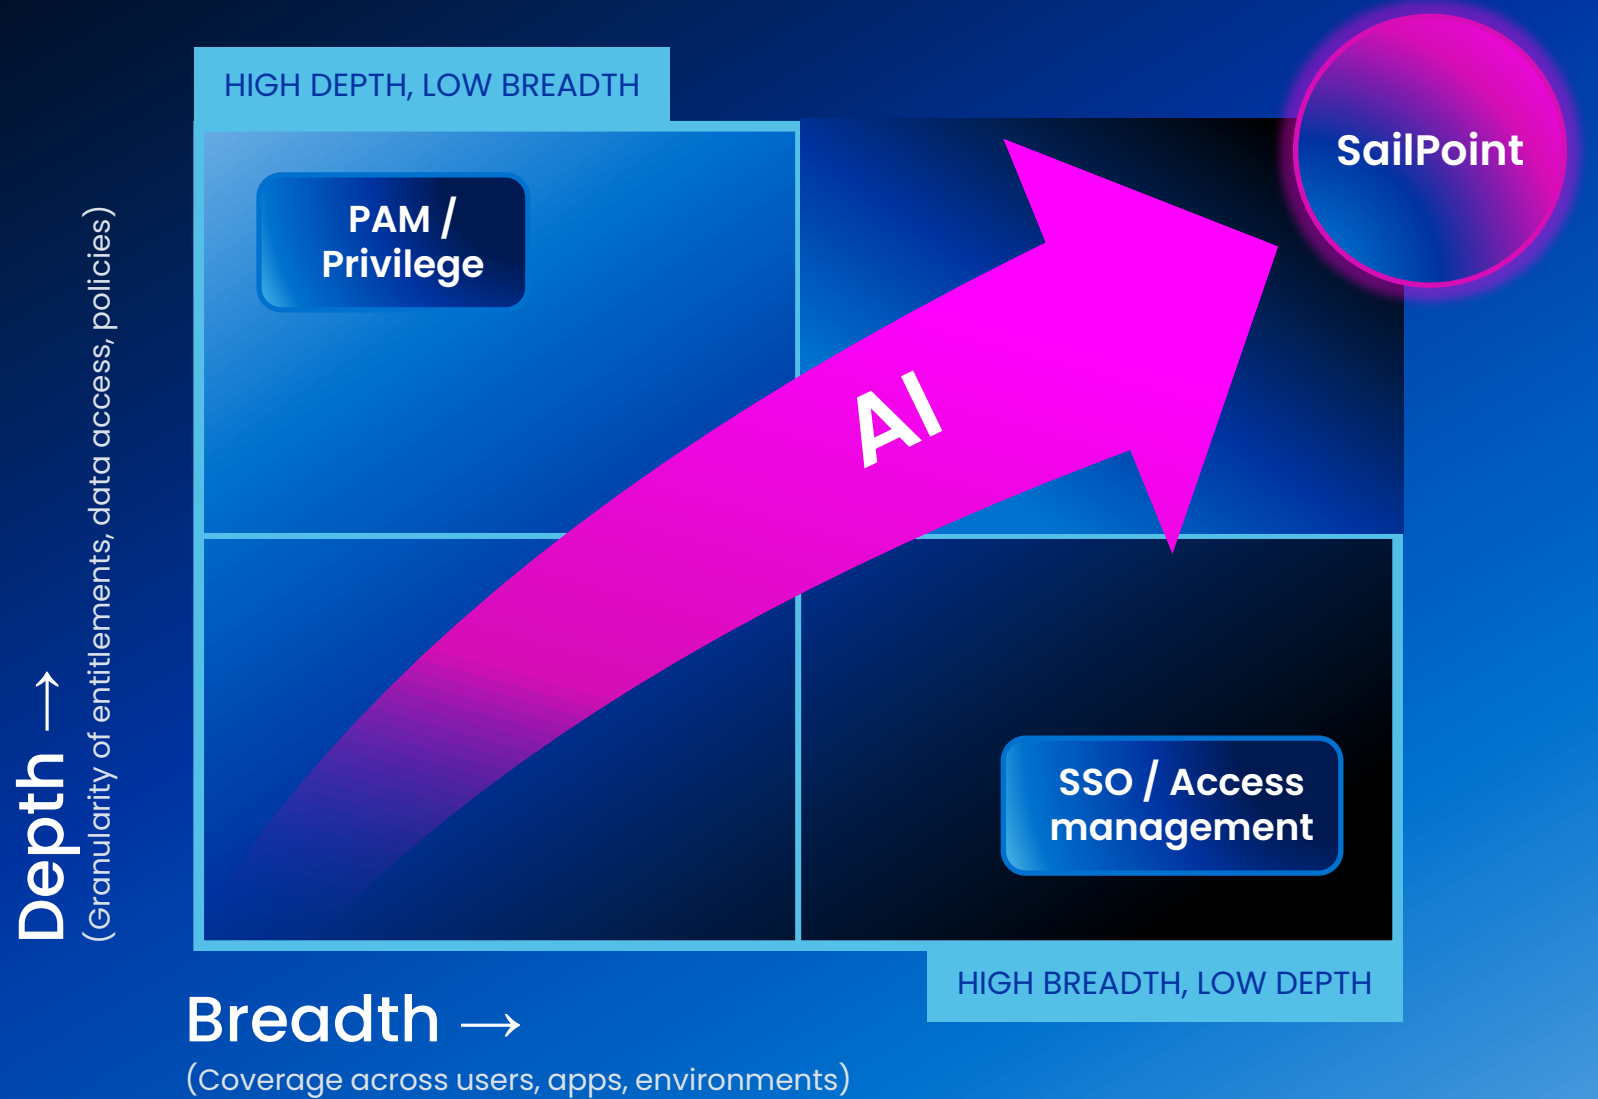 HIGH DEPTH, LOW BREADTH
SailPoint
PAM /
Privilege
AI
SSO / Access
management
HIGH BREADTH, LOW DEPTH
Depth →
(Granularity of entitlements, data access, policies)
Breadth →
(Coverage across users, apps, environments)